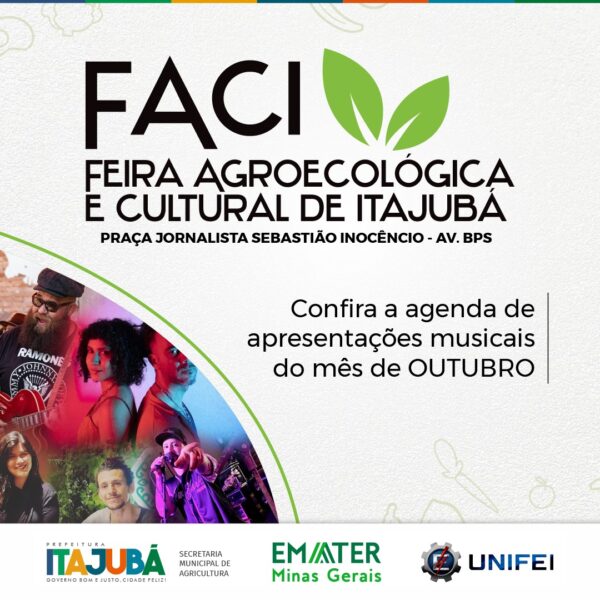 FACI
FEIRA AGROECOLÓGICA
E CULTURAL DE ITAJUBÁ
PRAÇA JORNALISTA SEBASTIÃO INOCÊNCIO - AV. BPS
Confira a agenda de
apresentações musicais
do mês de OUTUBRO
RAMONE
PREFEITURA
ITAJUBÁ
GOVERNO BOM E JUSTO, CIDADE FELIZ!
SECRETARIA
MUNICIPAL DE
AGRICULTURA
EMATER
Minas Gerais
UNIFEI